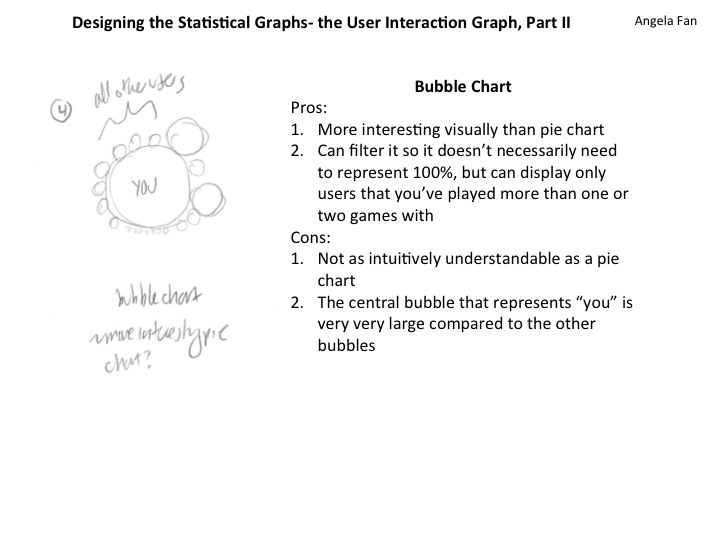 Designing the Statistical Graphs- the User Interaction Graph, Part II
Angela Fan
4
all other users
YOU
bubble chart
more interesting pie
chart?
Bubble Chart
Pros:
1. More interesting visually than pie chart
2. Can filter it so it doesn’t necessarily need
to represent 100%, but can display only
users that you’ve played more than one or
two games with
Cons:
1. Not as intuitively understandable as a pie
chart
2. The central bubble that represents “you” is
very very large compared to the other
bubbles